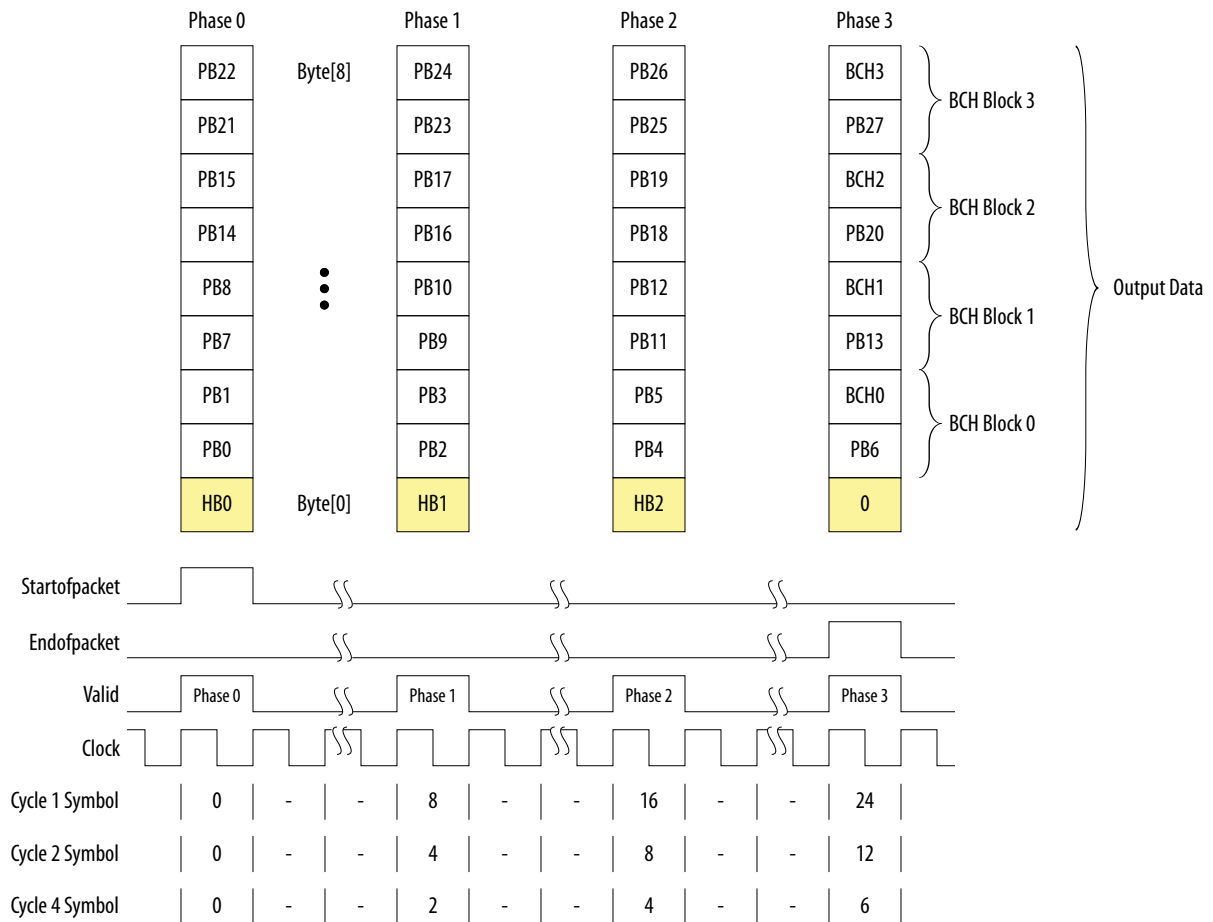 Phase 0 Phase 1 Phase 2 Phase 3
PB22 Byte[8] PB24 PB26 BCH3
BCH Block 3
PB21 PB23 PB25 PB27
PB15 PB17 PB19 BCH2
BCH Block 2
PB14 PB16 PB18 PB20
PB8 PB10 PB12 BCH1 Output Data
BCH Block 1
PB7 PB9 PB11 PB13
PB1 PB3 PB5 BCH0
BCH Block 0
PB0 PB2 PB4 PB6
HB0 Byte[0] HB1 HB2 0
Startofpacket
Endofpacket
Valid Phase 0 Phase 1 Phase 2 Phase 3
Clock
Cycle 1 Symbol 0 - - 8 - - 16 - - 24
Cycle 2 Symbol 0 - - 4 - - 8 - - 12
Cycle 4 Symbol 0 - - 2 - - 4 - - 6